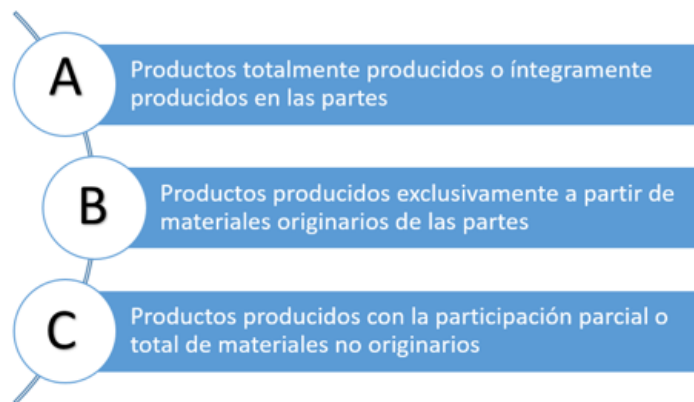 A
Productos totalmente producidos o íntegramente
producidos en las partes
B
Productos producidos exclusivamente a partir de
materiales originarios de las partes
C
Productos producidos con la participación parcial o
total de materiales no originarios